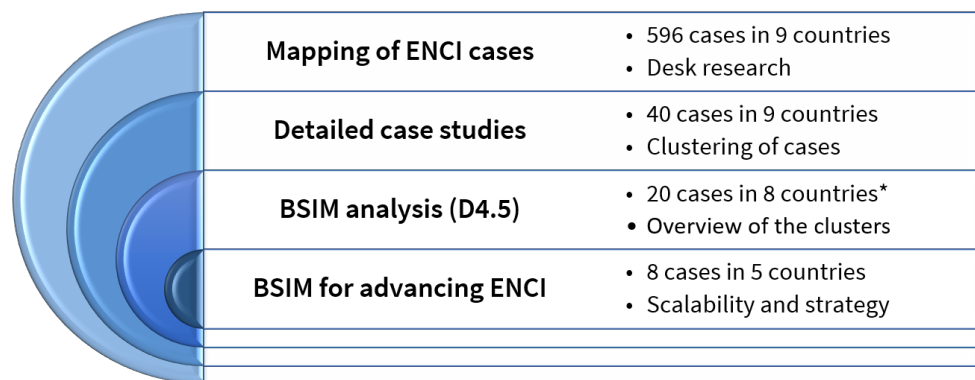 Mapping of ENCI cases
• 596 cases in 9 countries
• Desk research
Detailed case studies
• 40 cases in 9 countries
• Clustering of cases
BSIM analysis (D4.5)
• 20 cases in 8 countries*
• Overview of the clusters
BSIM for advancing ENCI
• 8 cases in 5 countries
• Scalability and strategy